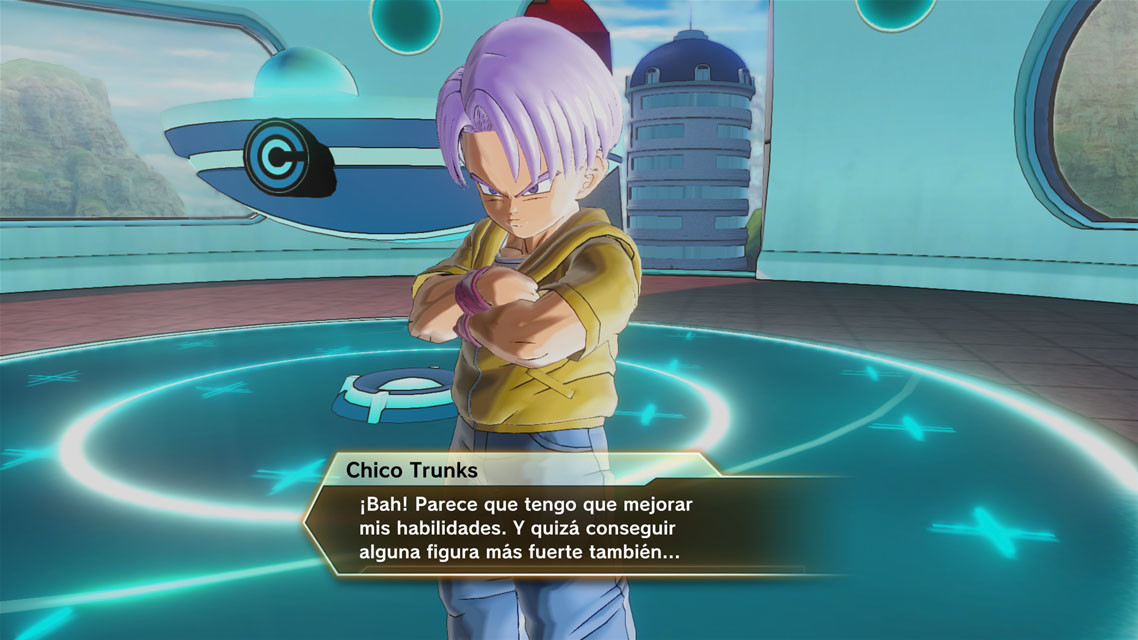 Chico Trunks
¡Bah! Parece que tengo que mejorar
mis habilidades. Y quizá conseguir
alguna figura más fuerte también...